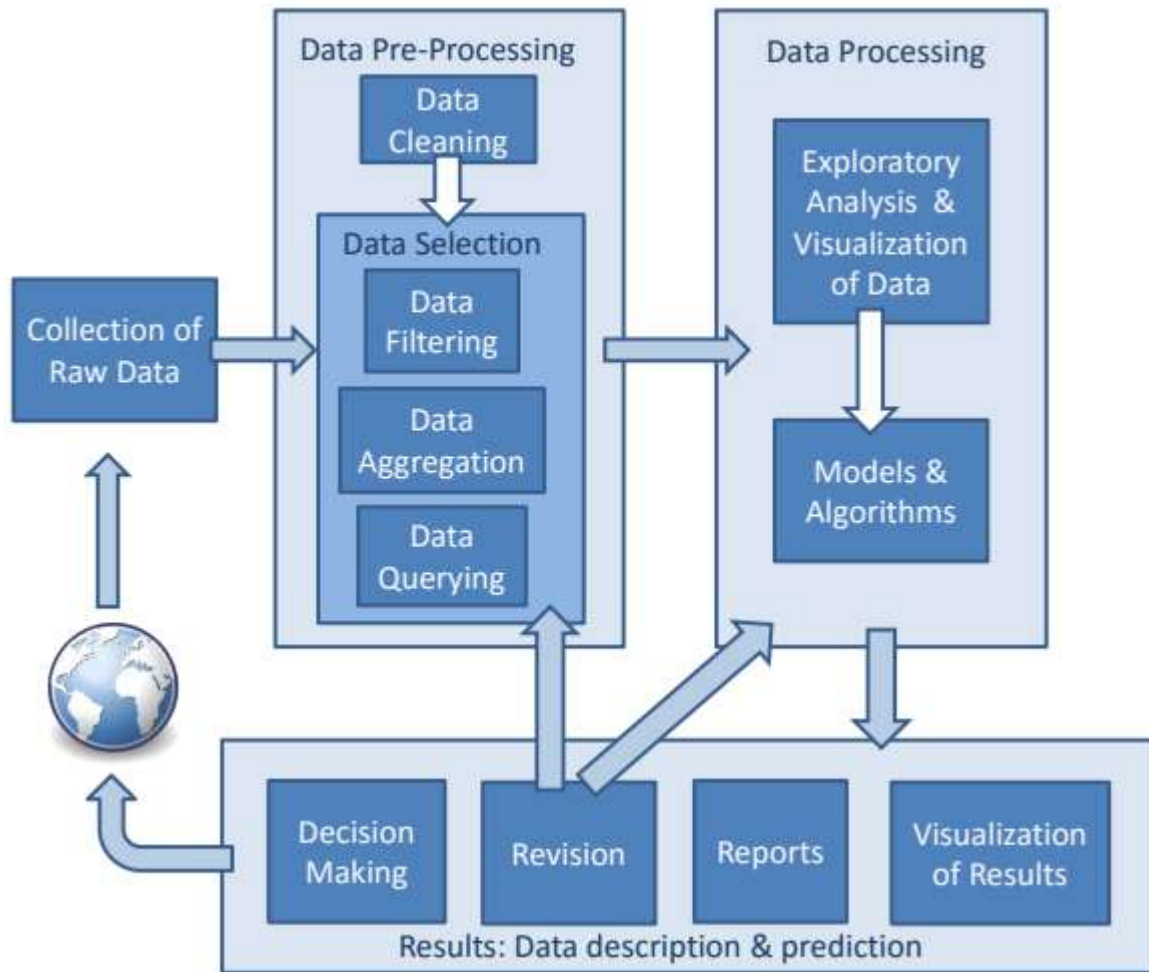 Data Pre-Processing
Data
Cleaning
Data Selection
Data
Filtering
Data
Aggregation
Data
Querying
Collection of
Raw Data
Data Processing
Exploratory
Analysis &
Visualization
of Data
Models &
Algorithms
Decision
Making
Revision
Reports
Visualization
of Results
Results: Data description & prediction